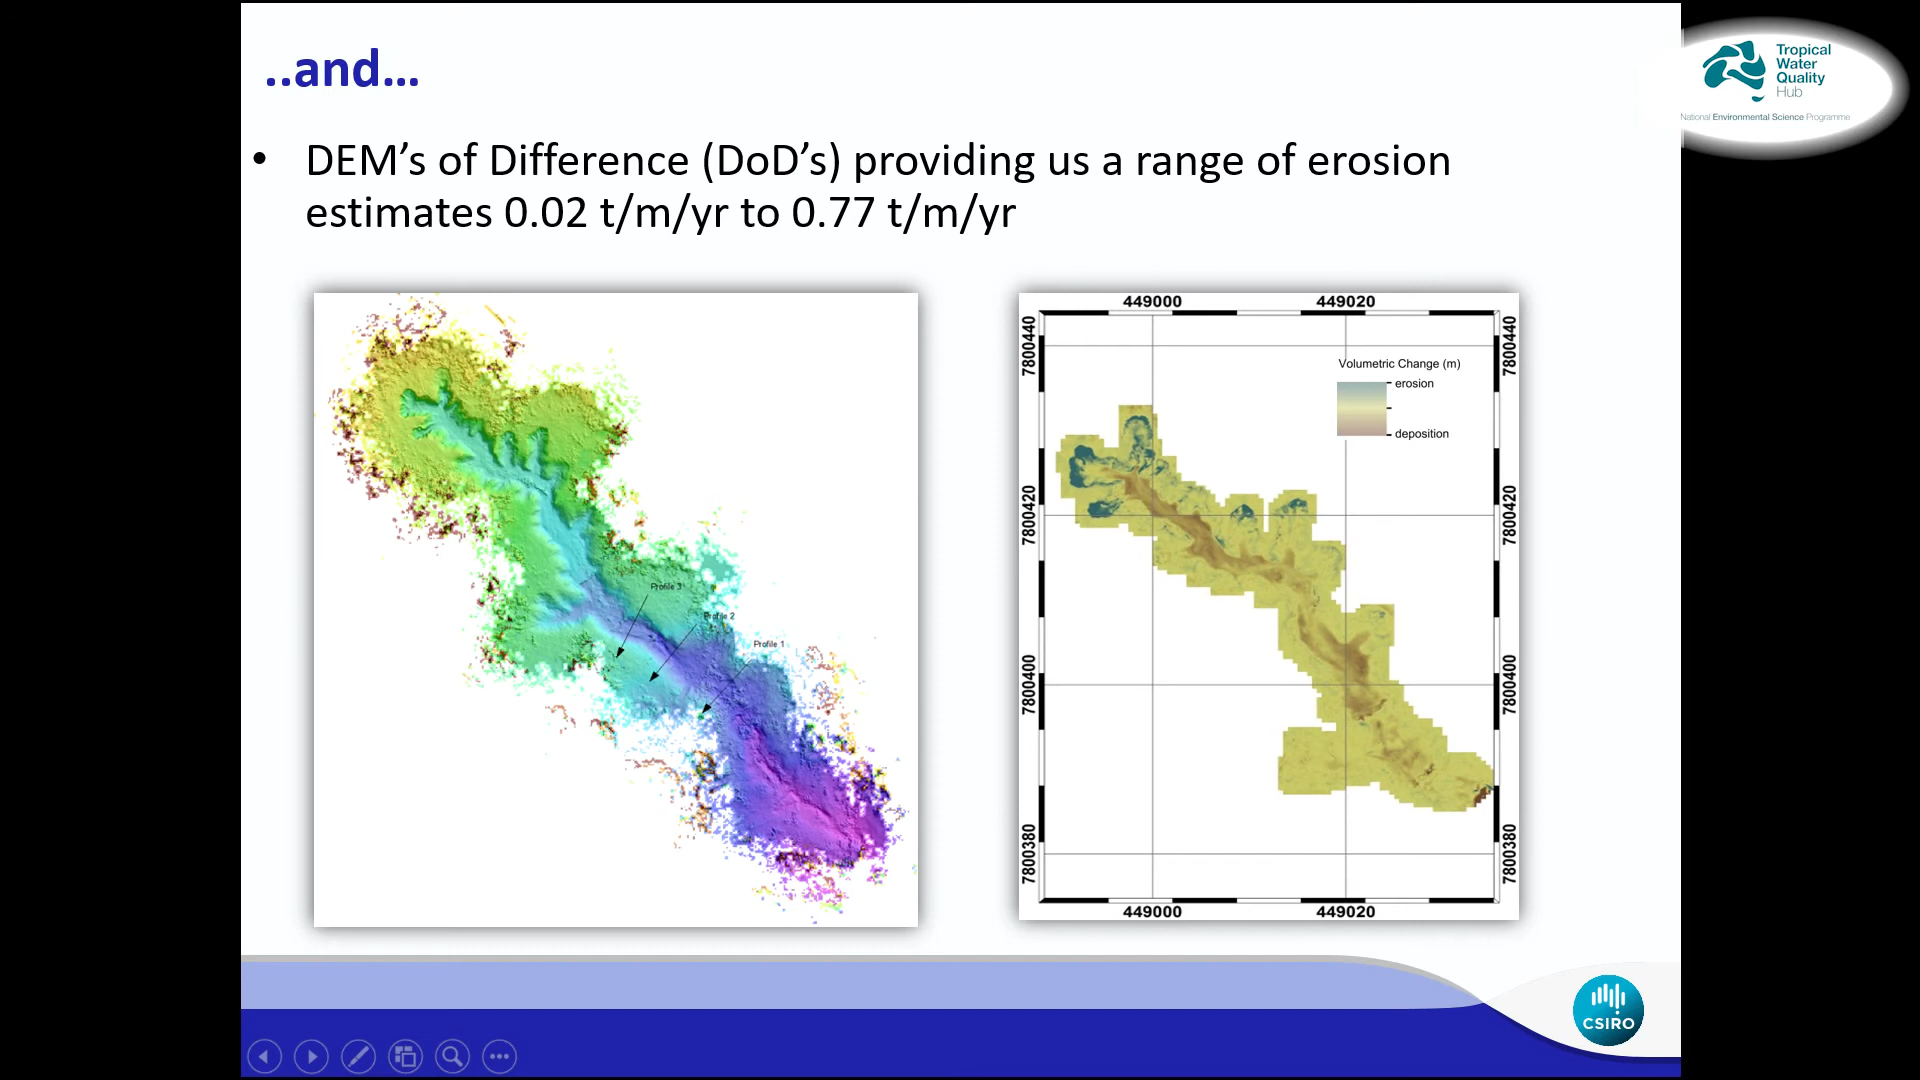 ..and…
Tropical
Water
Quality
Hub
National Environmental Science Programme
• DEM’s of Difference (DoD’s) providing us a range of erosion
estimates 0.02 t/m/yr to 0.77 t/m/yr
Profile 3
Profile 2
Profile 1
449000 449020
7800440 7800440
Volumetric Change (m)
erosion
deposition
7800420 7800420
7800400 7800400
7800380 7800380
449000 449020
CSIRO